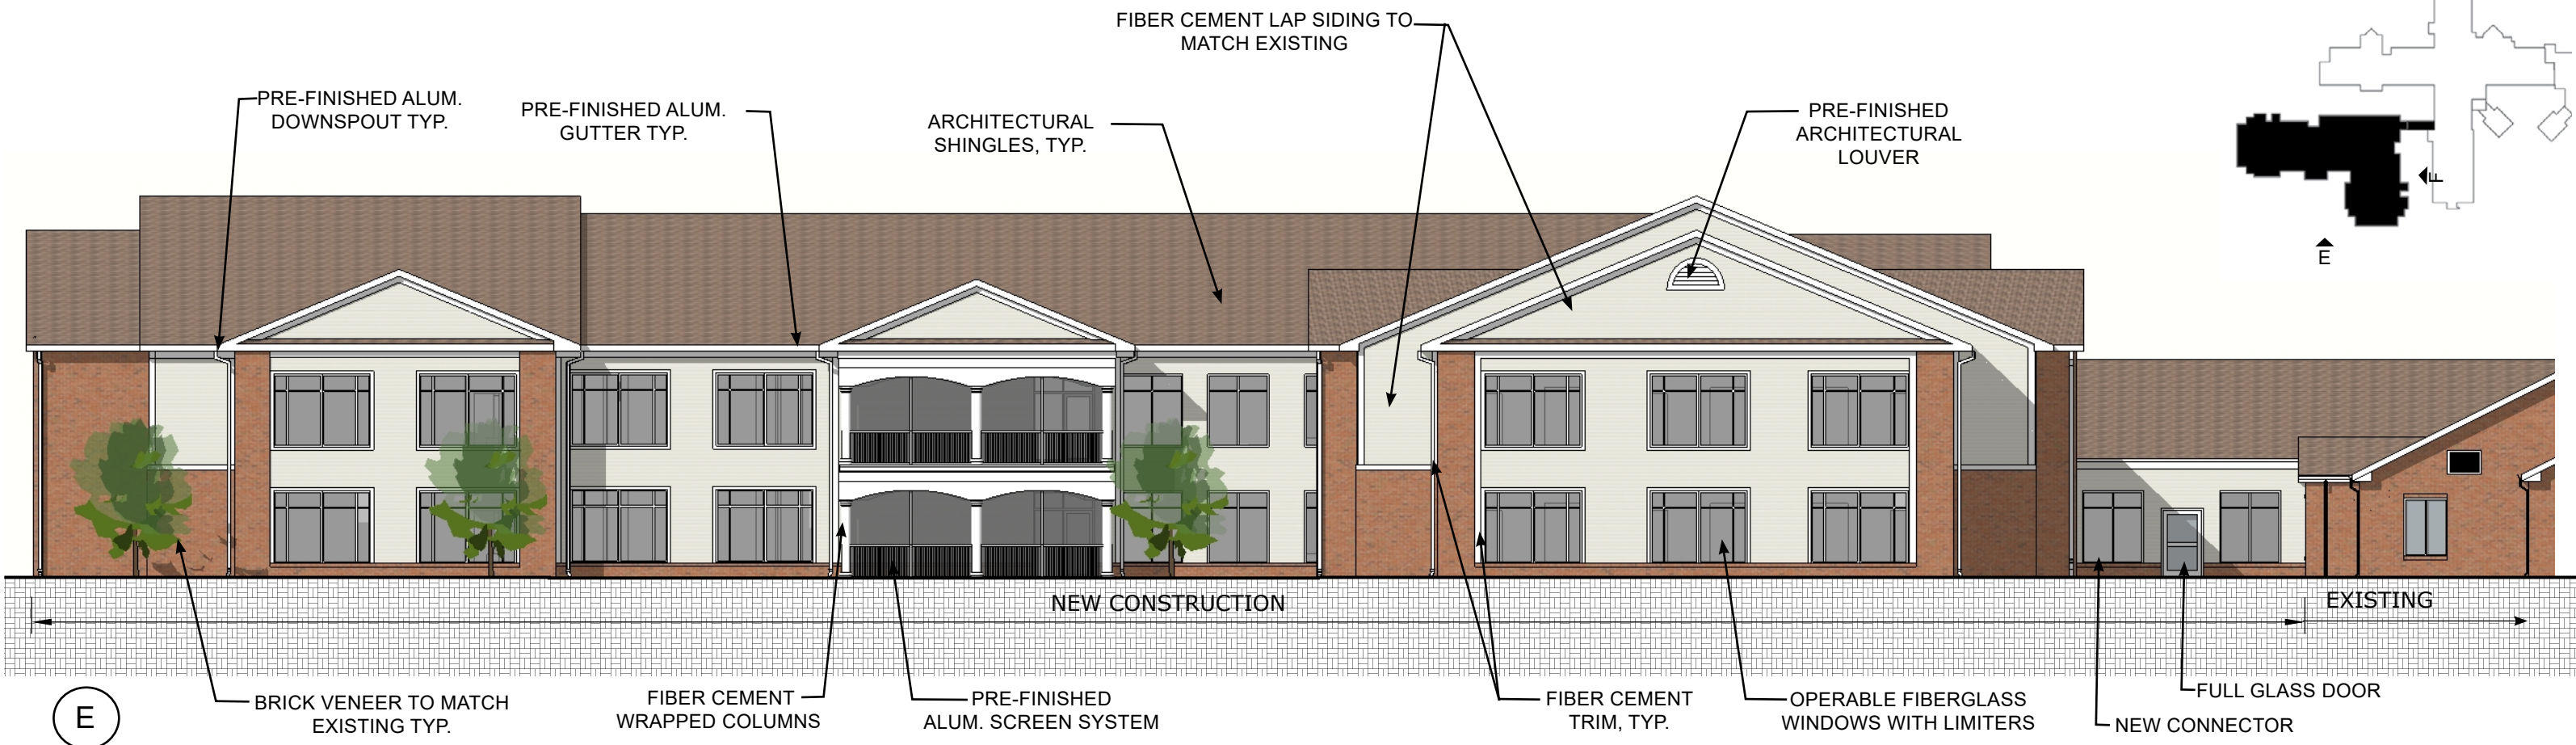 FIBER CEMENT LAP SIDING TO
MATCH EXISTING
PRE-FINISHED ALUM.
DOWNSPOUT TYP.
PRE-FINISHED ALUM.
GUTTER TYP.
ARCHITECTURAL
SHINGLES, TYP.
PRE-FINISHED
ARCHITECTURAL
LOUVER
F
E
NEW CONSTRUCTION
EXISTING
E
BRICK VENEER TO MATCH
EXISTING TYP.
FIBER CEMENT
WRAPPED COLUMNS
PRE-FINISHED
ALUM. SCREEN SYSTEM
FIBER CEMENT
TRIM, TYP.
OPERABLE FIBERGLASS
WINDOWS WITH LIMITERS
FULL GLASS DOOR
NEW CONNECTOR